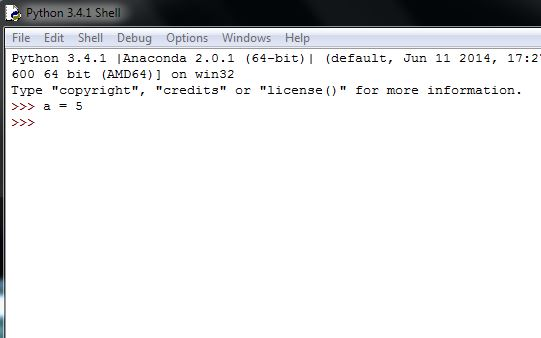 Python 3.4.1 Shell
File Edit Shell Debug Options Windows Help
Python 3.4.1 |Anaconda 2.0.1 (64-bit)| (default, Jun 11 2014, 17:2
600 64 bit (AMD64)] on win32
Type "copyright", "credits" or "license()" for more information.
>>> a = 5
>>>